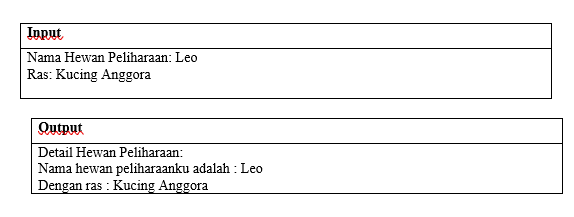 Input
Nama Hewan Peliharaan: Leo
Ras: Kucing Anggora
Output
Detail Hewan Peliharaan:
Nama hewan peliharaanku adalah : Leo
Dengan ras : Kucing Anggora